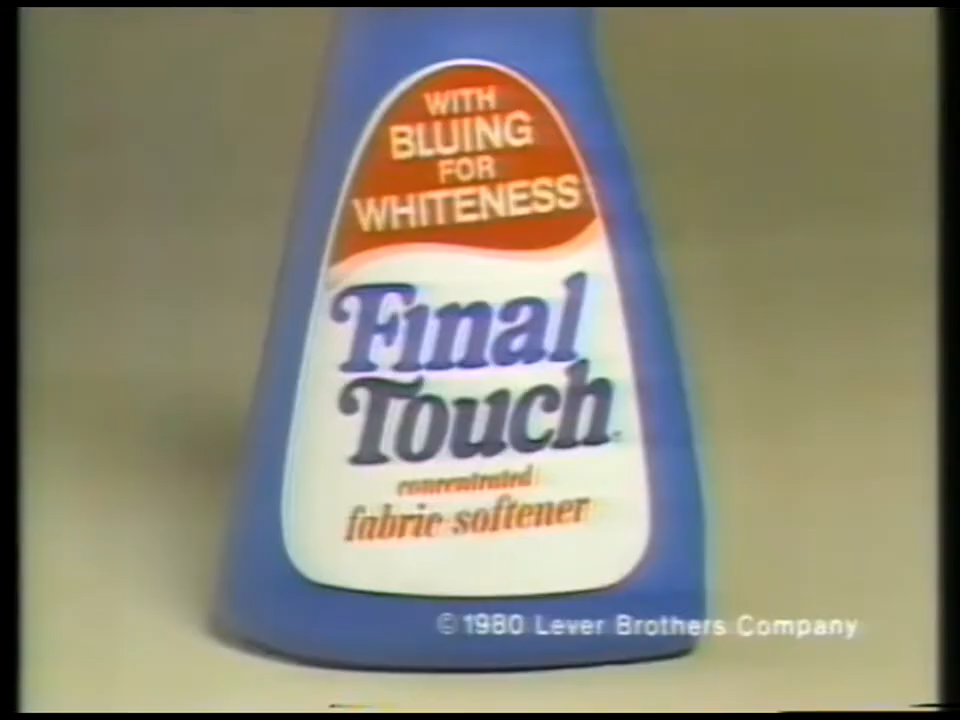 WITH
BLUING
FOR
WHITENESS
Final
Touch
concentrated
fabric softener
© 1980 Lever Brothers Company